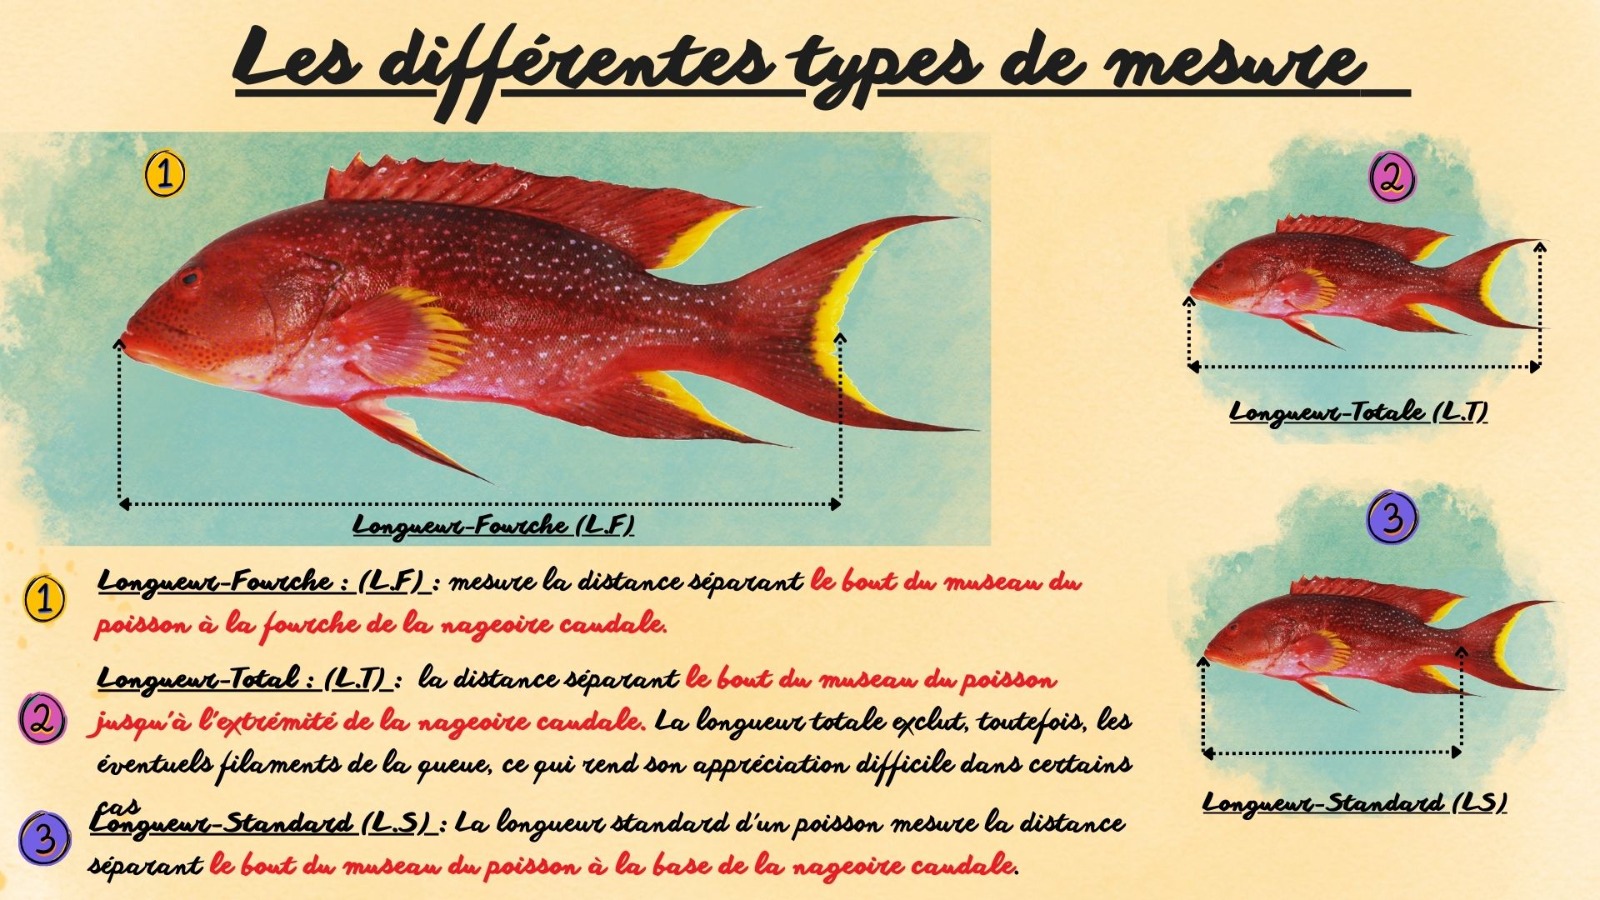 Les différentes types de mesure
1
Longueur-Fourche (L.F)
2
Longueur-Totale (L.T)
3
Longueur-Standard (LS)
1
Longueur-Fourche : (L.F) : mesure la distance séparant le bout du museau du
poisson à la fourche de la nageoire caudale.
2
Longueur-Total : (L.T) : la distance séparant le bout du museau du poisson
jusqu'à l'extrémité de la nageoire caudale. La longueur totale exclut, toutefois, les
éventuels filaments de la queue, ce qui rend son appréciation difficile dans certains
cas
3
Longueur-Standard (L.S) : La longueur standard d'un poisson mesure la distance
séparant le bout du museau du poisson à la base de la nageoire caudale.